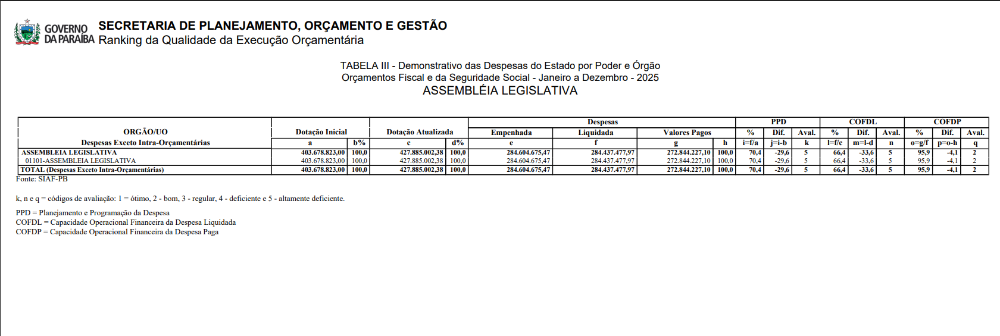 GOVERNO
DA PARAÍBA
SECRETARIA DE PLANEJAMENTO, ORÇAMENTO E GESTÃO
Ranking da Qualidade da Execução Orçamentária
TABELA III - Demonstrativo das Despesas do Estado por Poder e Órgão
Orçamentos Fiscal e da Seguridade Social - Janeiro a Dezembro - 2025
ASSEMBLÉIA LEGISLATIVA
Despesas PPD COFDL COFDP
ORGÃO/UO Dotação Inicial Dotação Atualizada Empenhada Liquidada Valores Pagos % Dif. Aval. % Dif. Aval. % Dif. Aval.
Despesas Exceto Intra-Orçamentárias a b% c d% e f g h i=f/a j=i-b k l=f/c m=l-d n o=g/f p=o-h q
ASSEMBLEIA LEGISLATIVA 403.678.823,00 100,0 427.885.002,38 100,0 284.604.675,47 284.437.477,97 272.844.227,10 100,0 70,4 -29,6 5 66,4 -33,6 5 95,9 -4,1 2
01101-ASSEMBLEIA LEGISLATIVA 403.678.823,00 100,0 427.885.002,38 100,0 284.604.675,47 284.437.477,97 272.844.227,10 100,0 70,4 -29,6 5 66,4 -33,6 5 95,9 -4,1 2
TOTAL (Despesas Exceto Intra-Orçamentárias) 403.678.823,00 100,0 427.885.002,38 100,0 284.604.675,47 284.437.477,97 272.844.227,10 100,0 70,4 -29,6 5 66,4 -33,6 5 95,9 -4,1 2
Fonte: SIAF-PB
k, n e q = códigos de avaliação: 1 = ótimo, 2 - bom, 3 - regular, 4 - deficiente e 5 - altamente deficiente.
PPD = Planejamento e Programação da Despesa
COFDL = Capacidade Operacional Financeira da Despesa Liquidada
COFDP = Capacidade Operacional Financeira da Despesa Paga